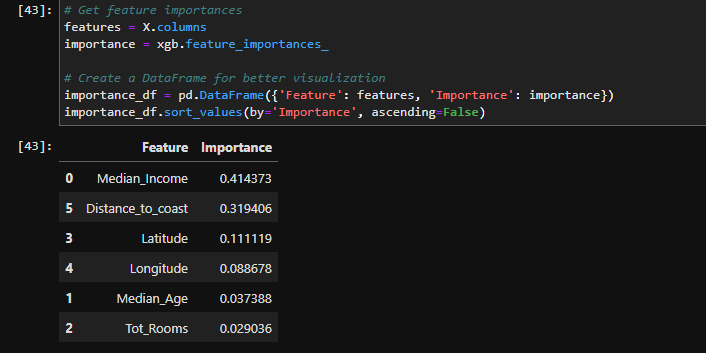 [43]: # Get feature importances
features = X.columns
importance = xgb.feature_importances_
# Create a DataFrame for better visualization
importance_df = pd.DataFrame({'Feature': features, 'Importance': importance})
importance_df.sort_values(by='Importance', ascending=False)
[43]: Feature Importance
0 Median_Income 0.414373
5 Distance_to_coast 0.319406
3 Latitude 0.111119
4 Longitude 0.088678
1 Median_Age 0.037388
2 Tot_Rooms 0.029036